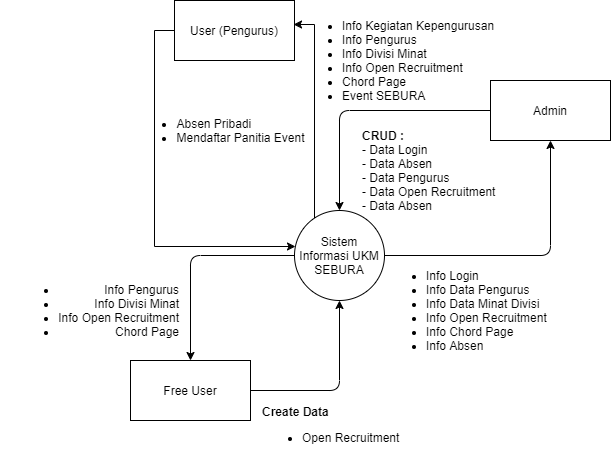 User (Pengurus)
• Info Kegiatan Kepengurusan
• Info Pengurus
• Info Divisi Minat
• Info Open Recruitment
• Chord Page
• Event SEBURA
Admin
• Absen Pribadi
• Mendaftar Panitia Event
CRUD :
- Data Login
- Data Absen
- Data Pengurus
- Data Open Recruitment
- Data Absen
Sistem
Informasi UKM
SEBURA
• Info Pengurus
• Info Divisi Minat
• Info Open Recruitment
• Chord Page
• Info Login
• Info Data Pengurus
• Info Data Minat Divisi
• Info Open Recruitment
• Info Chord Page
• Info Absen
Free User
Create Data
• Open Recruitment